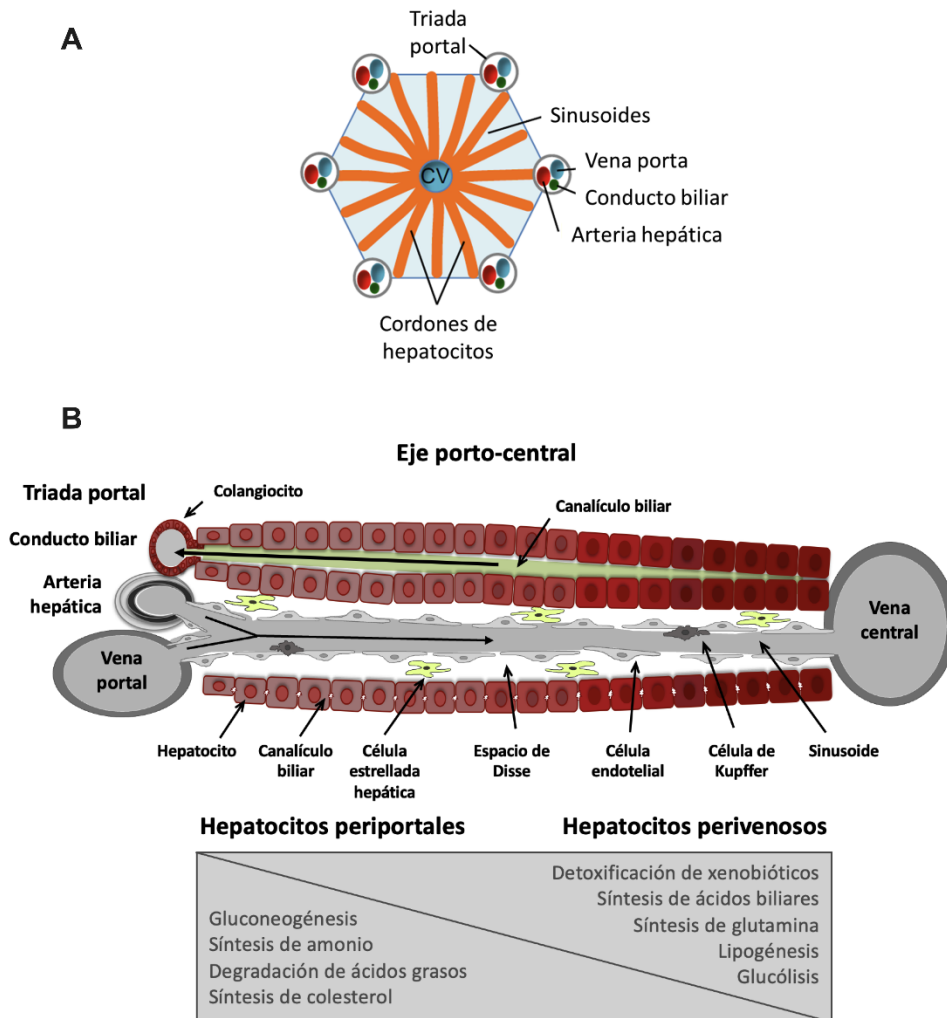 A
Triada
portal
Sinusoides
CV
Vena porta
Conducto biliar
Arteria hepática
Cordones de
hepatocitos
B
Eje porto-central
Triada portal
Colangiocito
Canalículo biliar
Conducto biliar
Arteria
hepática
Vena
portal
Vena
central
Hepatocito
Canalículo
biliar
Célula
estrellada
hepática
Espacio de
Disse
Célula
endotelial
Célula de
Kupffer
Sinusoide
Hepatocitos periportales
Hepatocitos perivenosos
Detoxificación de xenobióticos
Síntesis de ácidos biliares
Síntesis de glutamina
Lipogénesis
Glucólisis
Gluconeogénesis
Síntesis de amonio
Degradación de ácidos grasos
Síntesis de colesterol